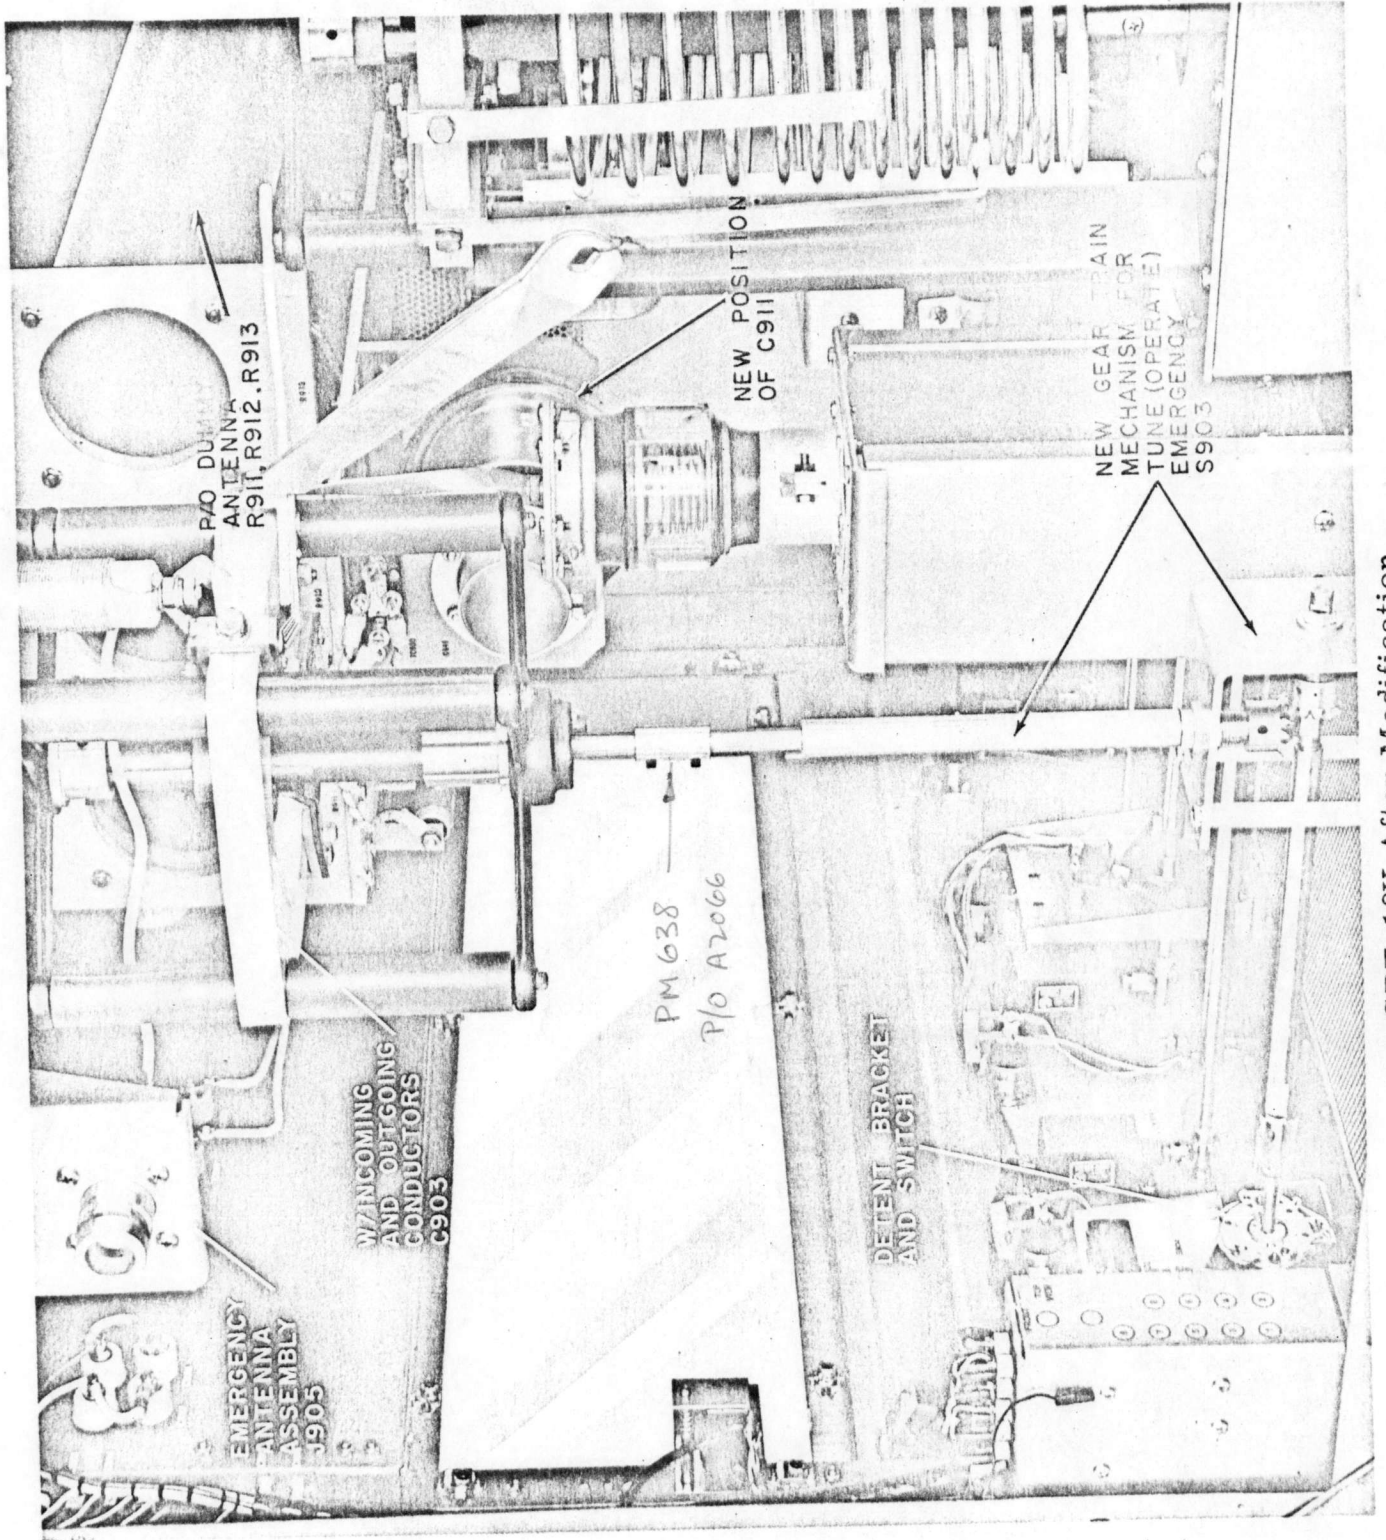 P/O DUMMY
ANTENNA
R911, R912, R913
NEW POSITION
OF C911
NEW GEAR TRAIN
MECHANISM FOR
TUNE (OPERATE)
EMERGENCY
S903
PM 638
P/O A2066
W/INCOMING
AND OUTGOING
CONDUCTORS
C903
EMERGENCY
ANTENNA
ASSEMBLY
J905
DETENT BRACKET
AND SWITCH
After Modification